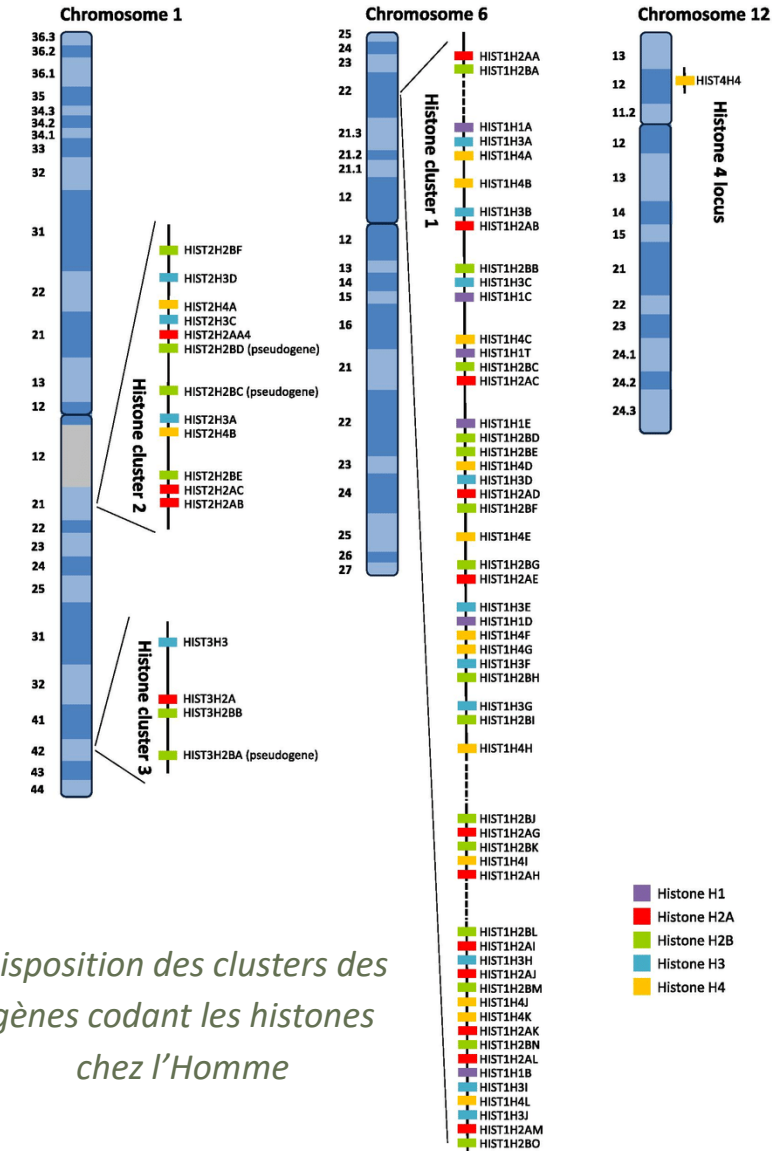 Chromosome 1
36.3
36.2
36.1
35
34.3
34.2
34.1
33
32
31
22
21
13
12
12
21
22
23
24
25
31
32
41
42
43
44
Histone cluster 2
HIST2H2BF
HIST2H3D
HIST2H4A
HIST2H3C
HIST2H2AA4
HIST2H2BD (pseudogene)
HIST2H2BC (pseudogene)
HIST2H3A
HIST2H4B
HIST2H2BE
HIST2H2AC
HIST2H2AB
Histone cluster 3
HIST3H3
HIST3H2A
HIST3H2BB
HIST3H2BA (pseudogene)
Chromosome 6
25
24
23
22
21.3
21.2
21.1
12
12
13
14
15
16
21
22
23
24
25
26
27
Histone cluster 1
HIST1H2AA
HIST1H2BA
HIST1H1A
HIST1H3A
HIST1H4A
HIST1H4B
HIST1H3B
HIST1H2AB
HIST1H2BB
HIST1H3C
HIST1H1C
HIST1H4C
HIST1H1T
HIST1H2BC
HIST1H2AC
HIST1H1E
HIST1H2BD
HIST1H2BE
HIST1H4D
HIST1H3D
HIST1H2AD
HIST1H2BF
HIST1H4E
HIST1H2BG
HIST1H2AE
HIST1H3E
HIST1H1D
HIST1H4F
HIST1H4G
HIST1H3F
HIST1H2BH
HIST1H3G
HIST1H2BI
HIST1H4H
HIST1H2BJ
HIST1H2AG
HIST1H2BK
HIST1H4I
HIST1H2AH
HIST1H2BL
HIST1H2AI
HIST1H3H
HIST1H2AJ
HIST1H2BM
HIST1H4J
HIST1H4K
HIST1H2AK
HIST1H2BN
HIST1H2AL
HIST1H1B
HIST1H3I
HIST1H4L
HIST1H3J
HIST1H2AM
HIST1H2BO
Chromosome 12
13
12
11.2
12
13
14
15
21
22
23
24.1
24.2
24.3
HIST4H4
Histone 4 locus
Histone H1
Histone H2A
Histone H2B
Histone H3
Histone H4
isposition des clusters des
gènes codant les histones
chez l'Homme